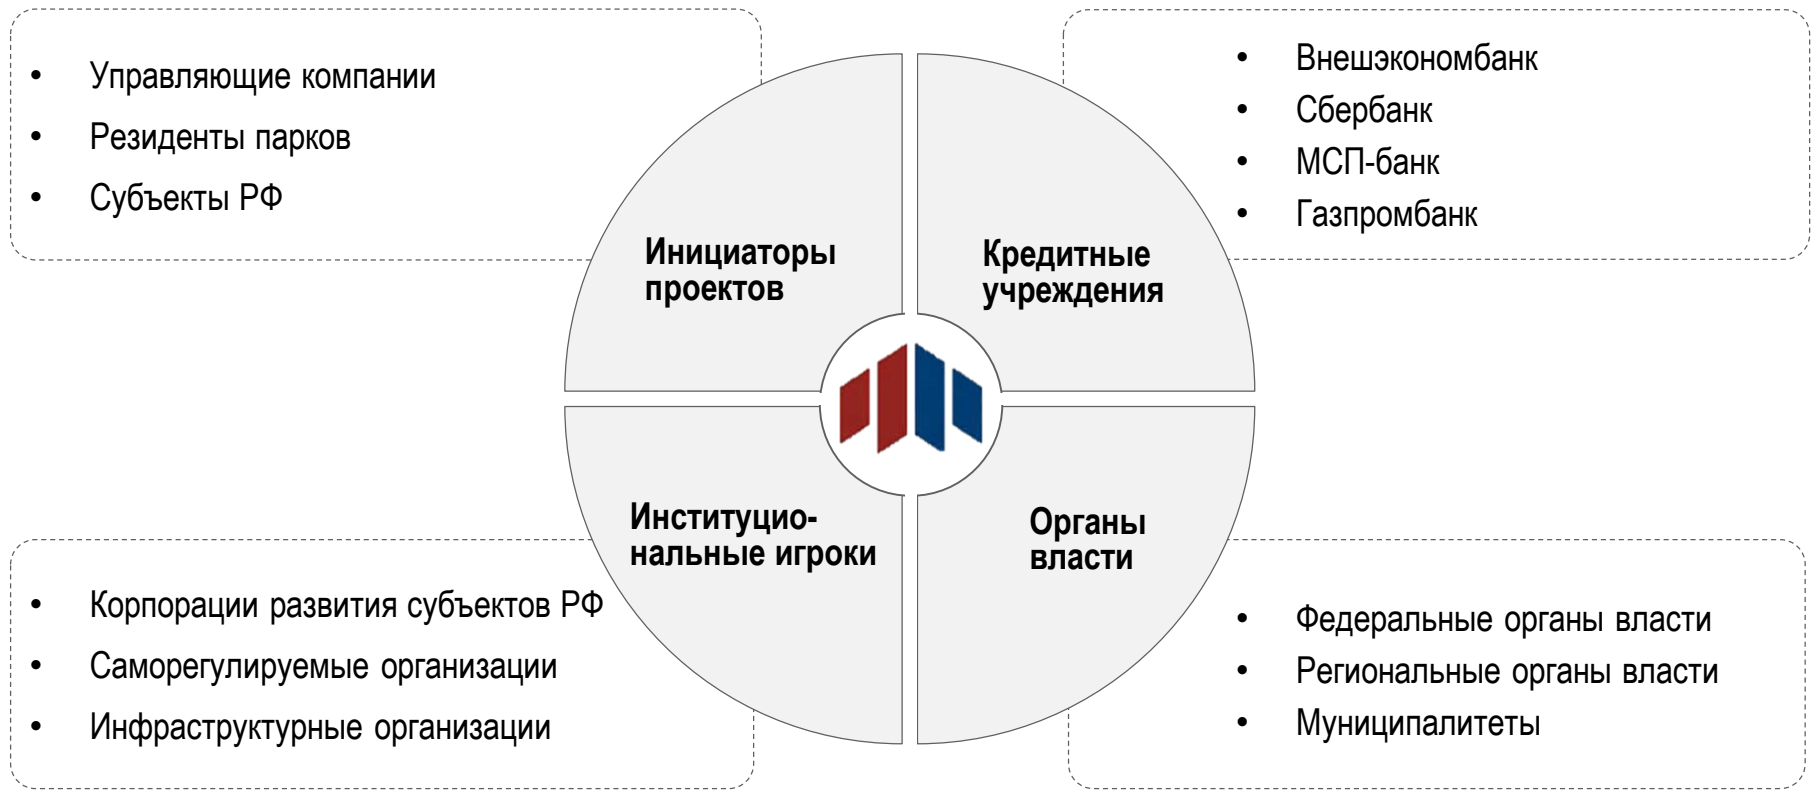 • Управляющие компании
• Резиденты парков
• Субъекты РФ
Инициаторы
проектов
• Внешэкономбанк
• Сбербанк
• МСП-банк
• Газпромбанк
Кредитные
учреждения
Институцио-
нальные игроки
• Корпорации развития субъектов РФ
• Саморегулируемые организации
• Инфраструктурные организации
Органы
власти
• Федеральные органы власти
• Региональные органы власти
• Муниципалитеты